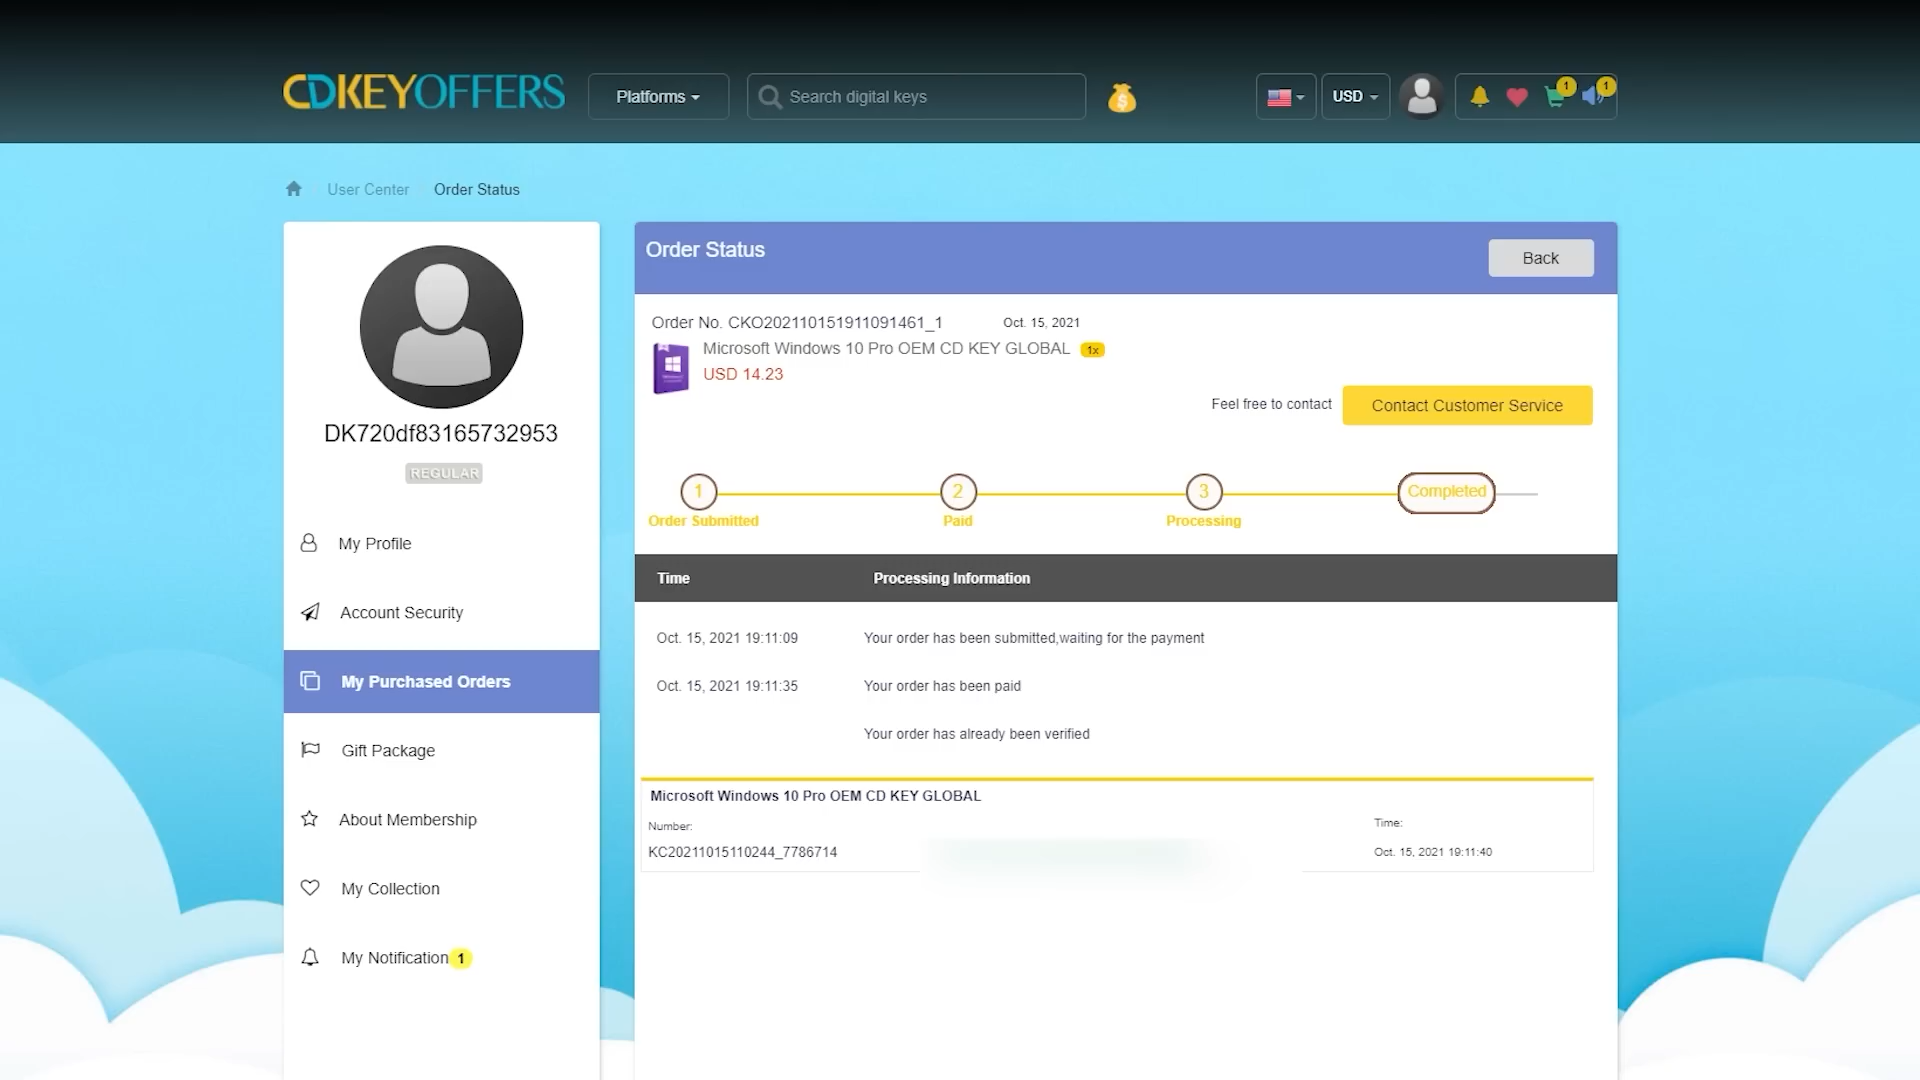 CDKEYOFFERS
Platforms
Search digital keys
USD
1
1
User Center
Order Status
DK720df83165732953
REGULAR
My Profile
Account Security
My Purchased Orders
Gift Package
About Membership
My Collection
My Notification 1
Order Status
Back
Order No. CKO202110151911091461_1 Oct. 15, 2021
Microsoft Windows 10 Pro OEM CD KEY GLOBAL 1x
USD 14.23
Feel free to contact
Contact Customer Service
1
2
3
Completed
Order Submitted
Paid
Processing
Time Processing Information
Oct. 15, 2021 19:11:09 Your order has been submitted,waiting for the payment
Oct. 15, 2021 19:11:35 Your order has been paid
Your order has already been verified
Microsoft Windows 10 Pro OEM CD KEY GLOBAL
Number: Time:
KC20211015110244_7786714 Oct. 15, 2021 19:11:40